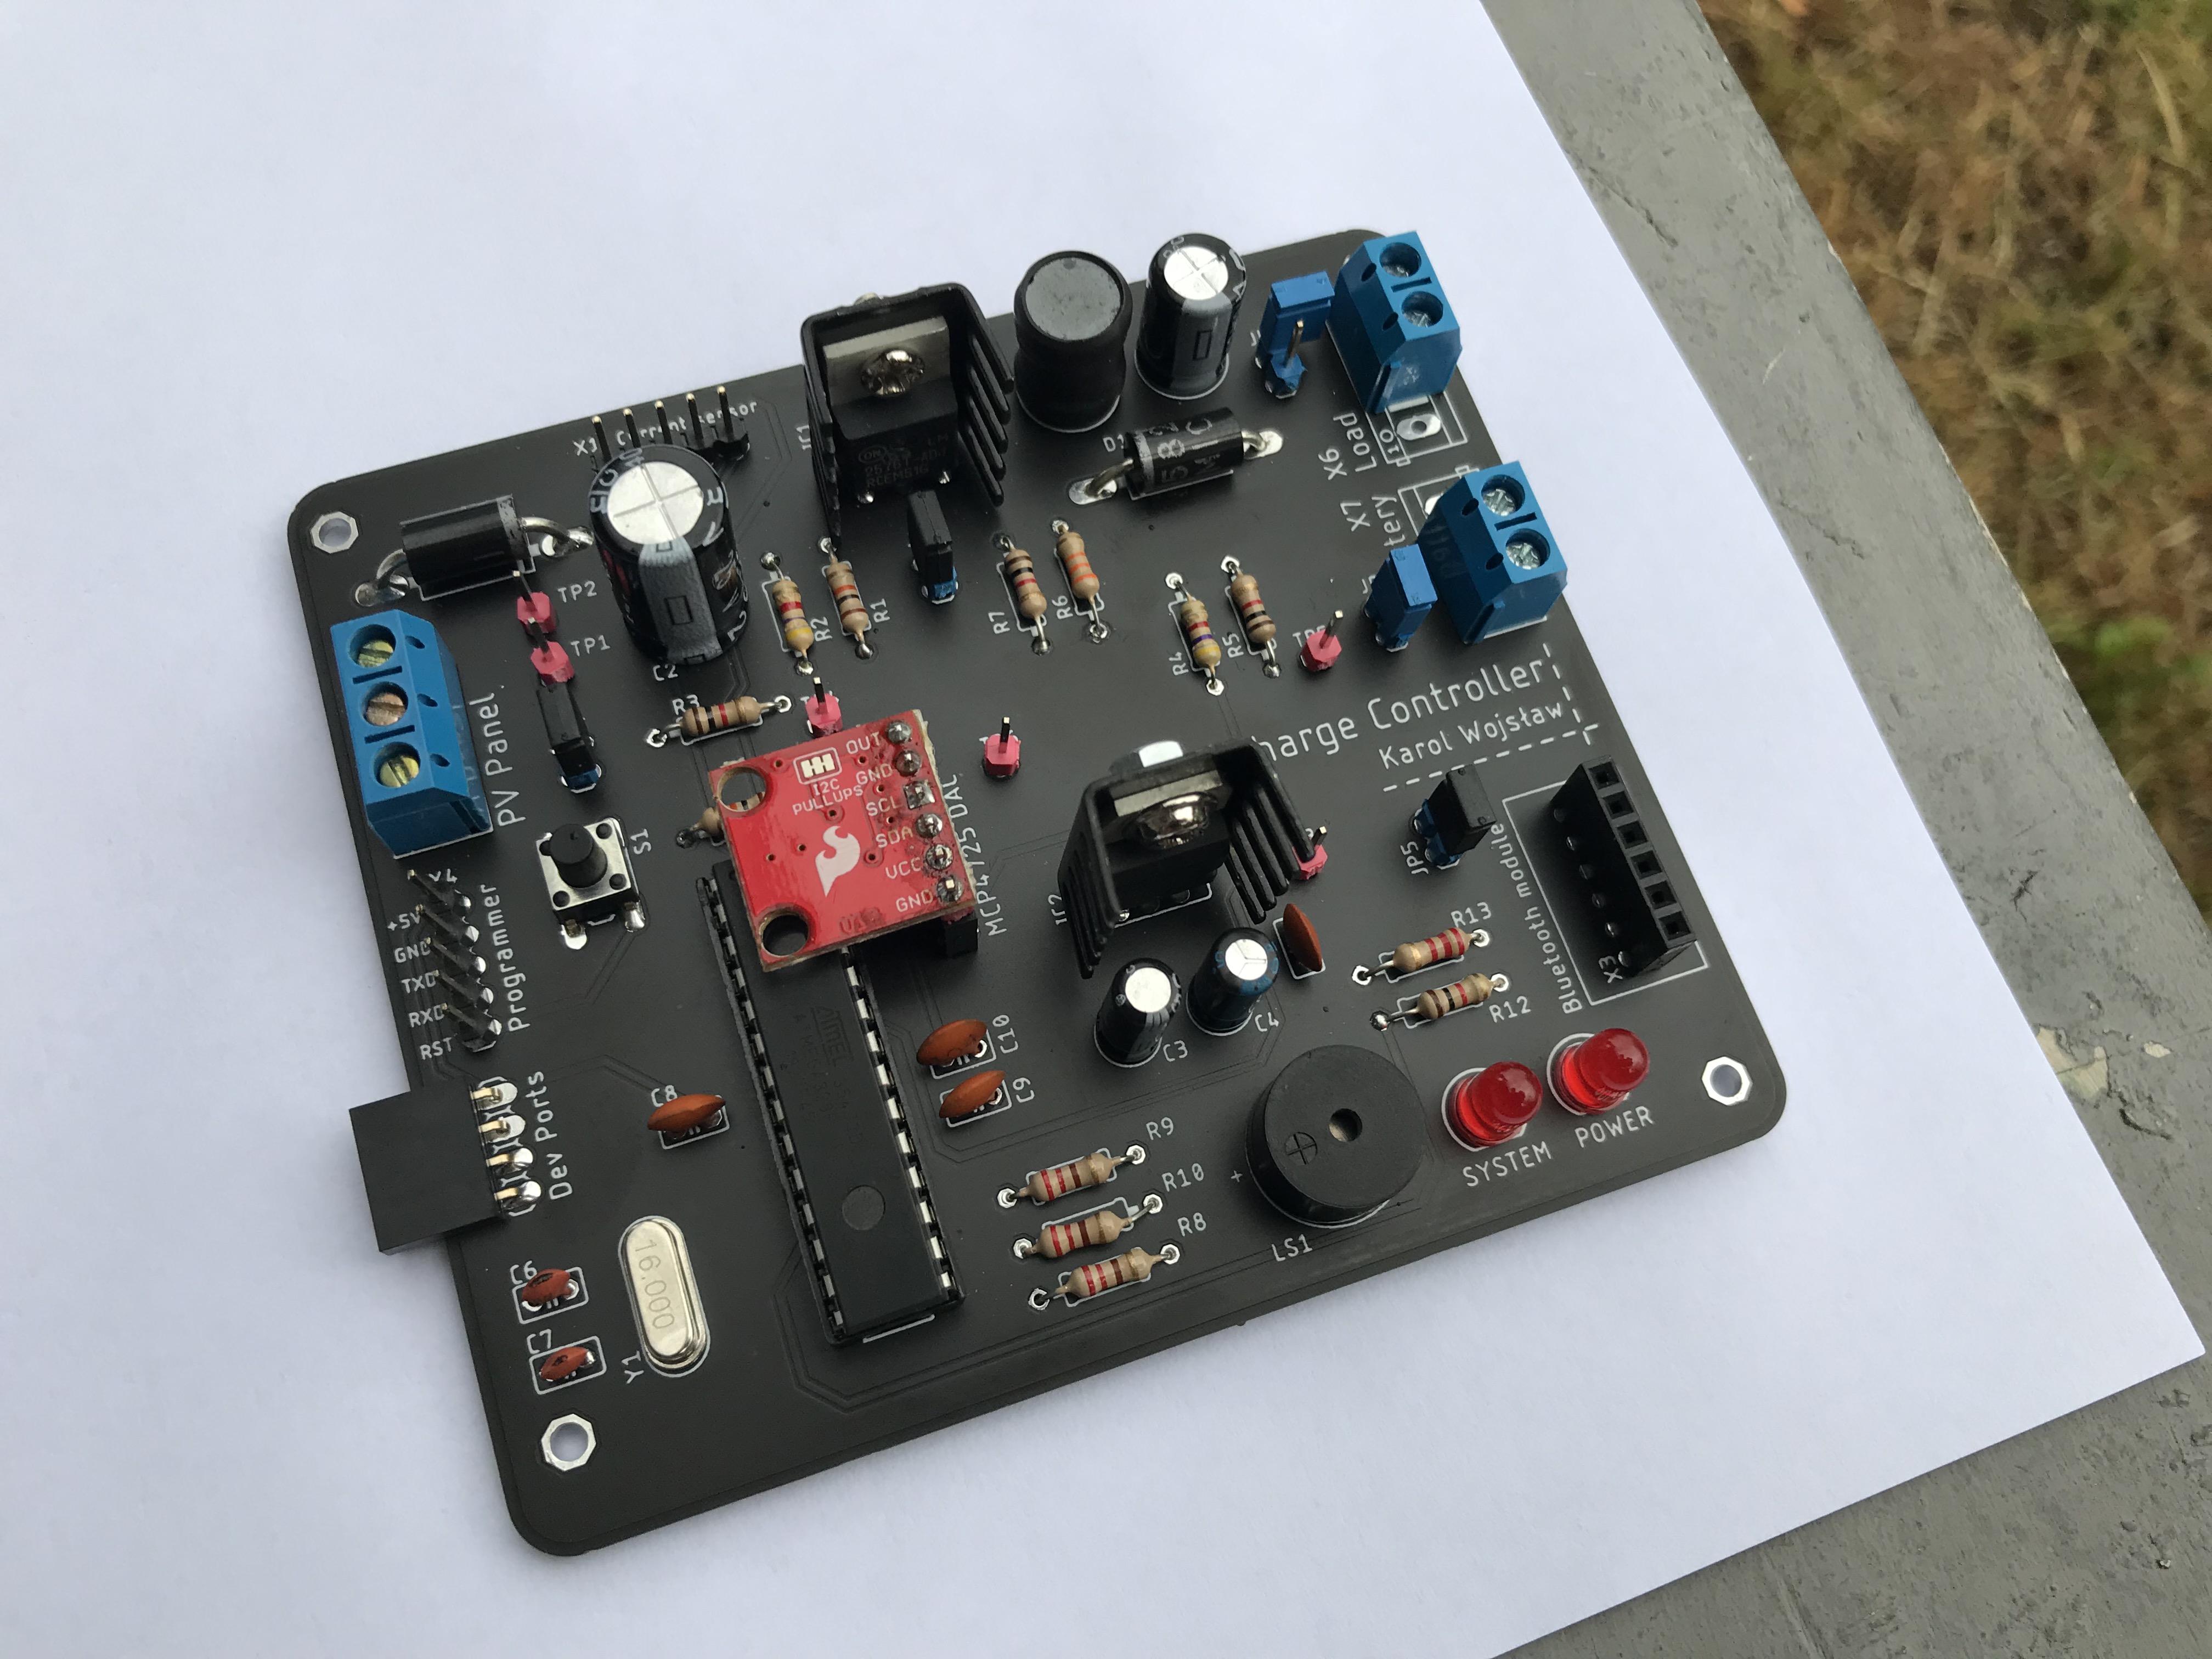 X1 Current sensor
IC1
D1
X6
Load
X7
TP2
TP1
C2
R2
R1
R7
R6
R4
R5
R3
PV Panel
S1
OUT
GND
SCL
SDA
VCC
GND
I2C
PULLUPS
MCP4725 DAC
Controller
Karol Wojsław
JP5
Bluetooth module
X3
R13
R12
IC2
C3
C4
C10
C9
C8
X4
+5V
GND
TXD
RXD
RST
Programmer
Dev Ports
C6
C7
Y1
16.000
R9
R10
R8
+
LS1
SYSTEM
POWER